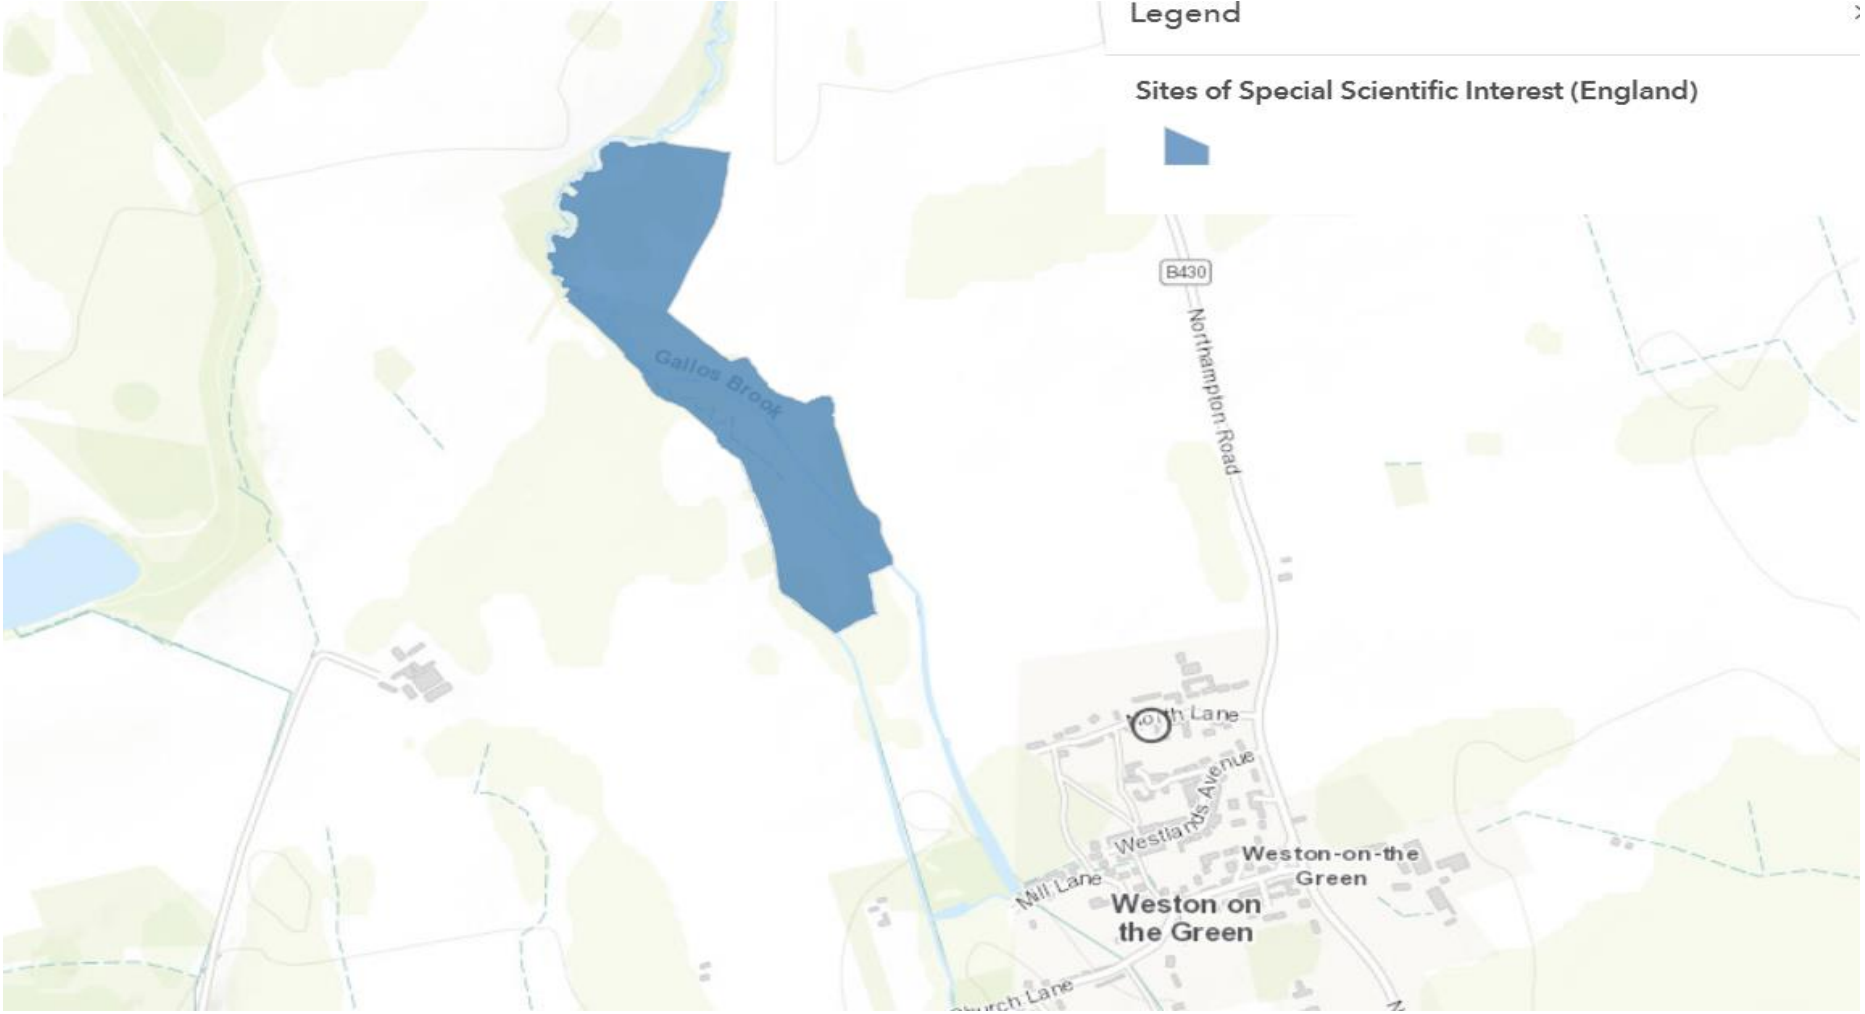 Legend
Sites of Special Scientific Interest (England)
B430
Northampton Road
Gallos Brook
North Lane
Westlands Avenue
Weston-on-the
Green
Mill Lane
Weston on
the Green
Church Lane